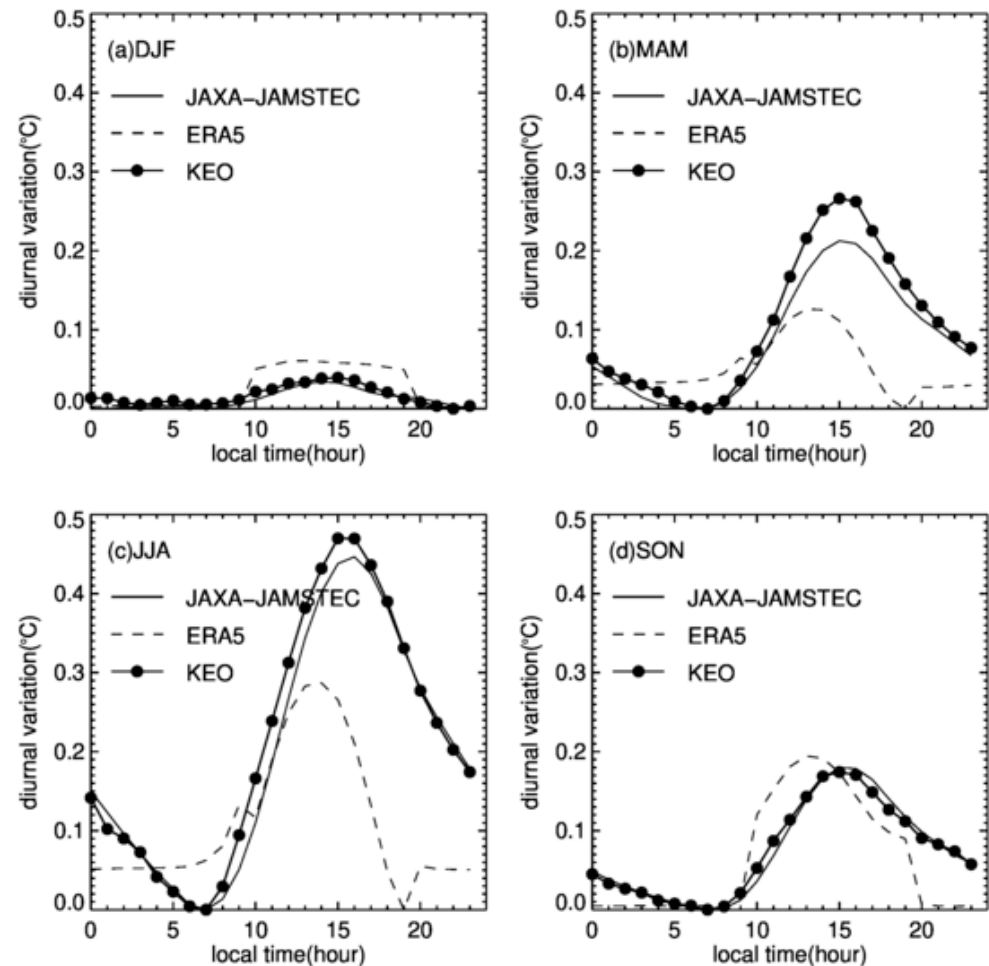 (a)DJF
JAXA-JAMSTEC
ERA5
KEO
diurnal variation(°C)
0.5
0.4
0.3
0.2
0.1
0.0
0 5 10 15 20
local time(hour)
(b)MAM
JAXA-JAMSTEC
ERA5
KEO
diurnal variation(°C)
0.5
0.4
0.3
0.2
0.1
0.0
0 5 10 15 20
local time(hour)
(c)JJA
JAXA-JAMSTEC
ERA5
KEO
diurnal variation(°C)
0.5
0.4
0.3
0.2
0.1
0.0
0 5 10 15 20
local time(hour)
(d)SON
JAXA-JAMSTEC
ERA5
KEO
diurnal variation(°C)
0.5
0.4
0.3
0.2
0.1
0.0
0 5 10 15 20
local time(hour)